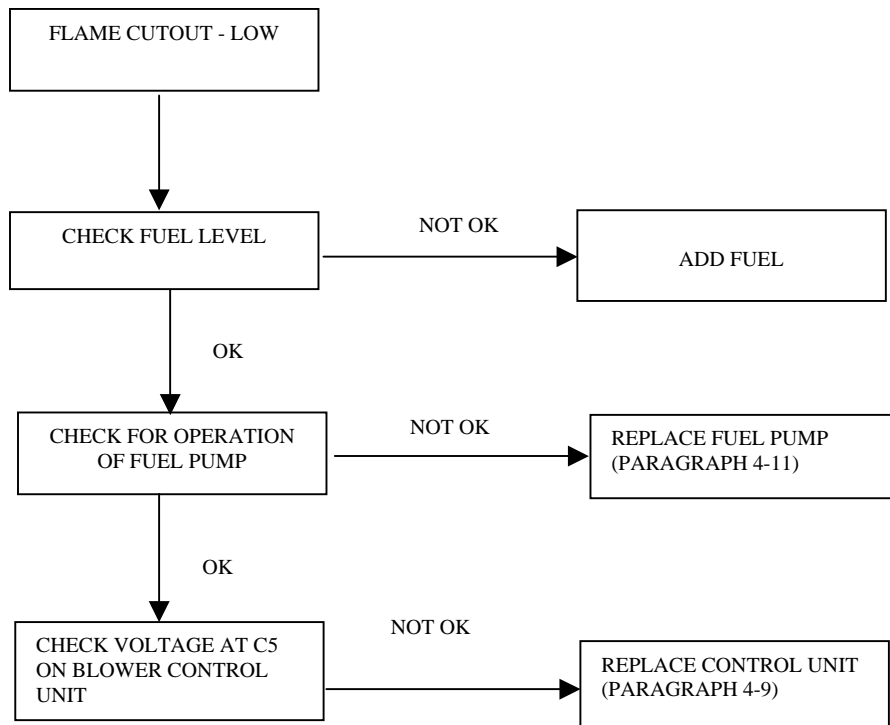 FLAME CUTOUT - LOW
CHECK FUEL LEVEL
NOT OK
ADD FUEL
OK
CHECK FOR OPERATION
OF FUEL PUMP
NOT OK
REPLACE FUEL PUMP
(PARAGRAPH 4-11)
OK
CHECK VOLTAGE AT C5
ON BLOWER CONTROL
UNIT
NOT OK
REPLACE CONTROL UNIT
(PARAGRAPH 4-9)